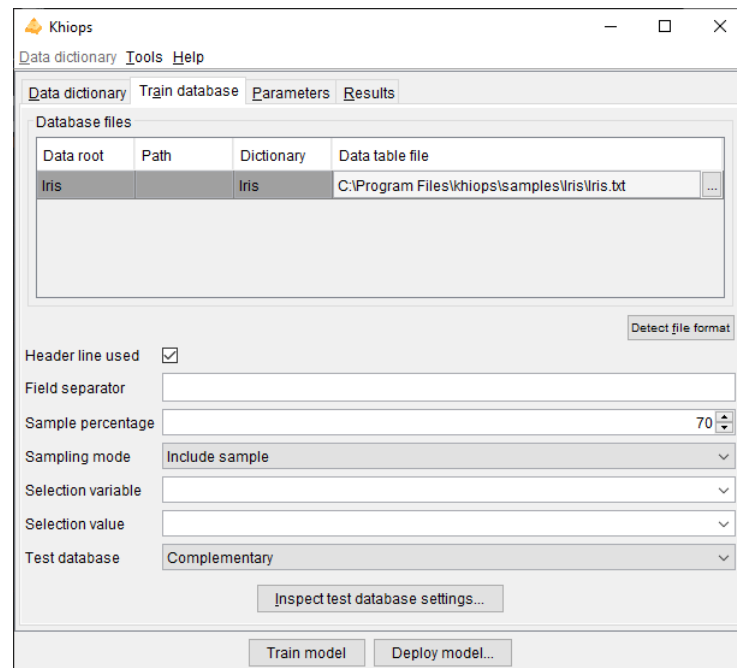 Khiops
Data dictionary Tools Help
Data dictionary Train database Parameters Results
Database files
Data root Path Dictionary Data table file
Iris Iris C:\Program Files\khiops\samples\Iris\Iris.txt ...
Detect file format
Header line used
Field separator
Sample percentage 70
Sampling mode Include sample
Selection variable
Selection value
Test database Complementary
Inspect test database settings...
Train model Deploy model...